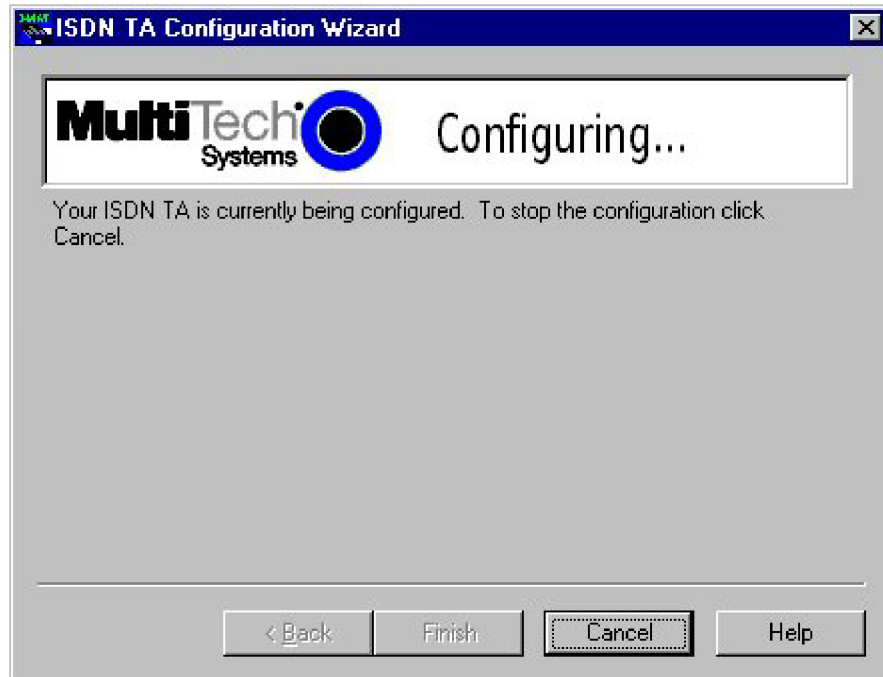 ISDN TA Configuration Wizard
MultiTech
Systems
Configuring...
Your ISDN TA is currently being configured. To stop the configuration click
Cancel.
< Back
Finish
Cancel
Help